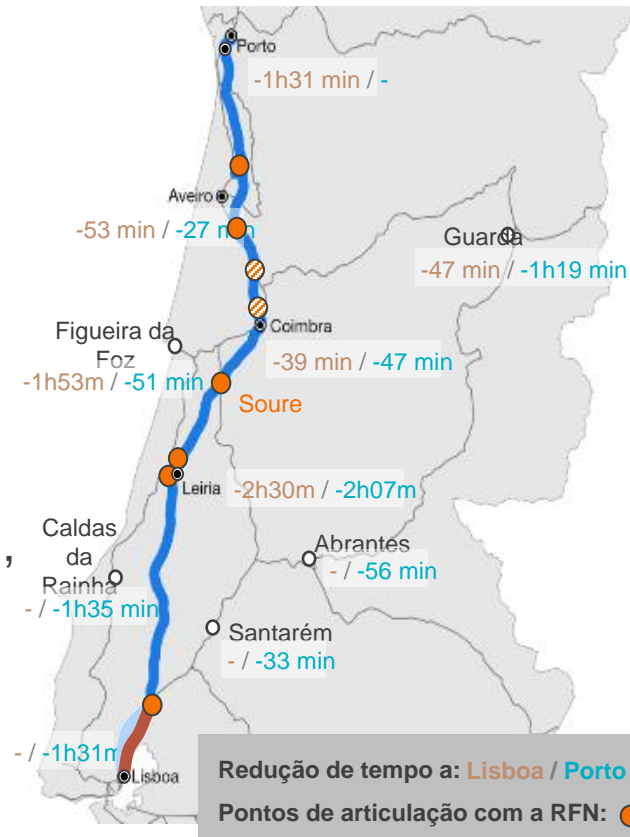 Porto
-1h31 min / -
Aveiro
-53 min / -27 min
Guarda
-47 min / -1h19 min
Coimbra
Figueira da
Foz
-39 min / -47 min
-1h53m / -51 min
Soure
Leiria
-2h30m / -2h07m
Caldas
da
Rainha
,
Abrantes
- / -56 min
- / -1h35 min
Santarém
- / -33 min
- / -1h31m
Lisboa
Redução de tempo a: Lisboa / Porto
Pontos de articulação com a RFN: